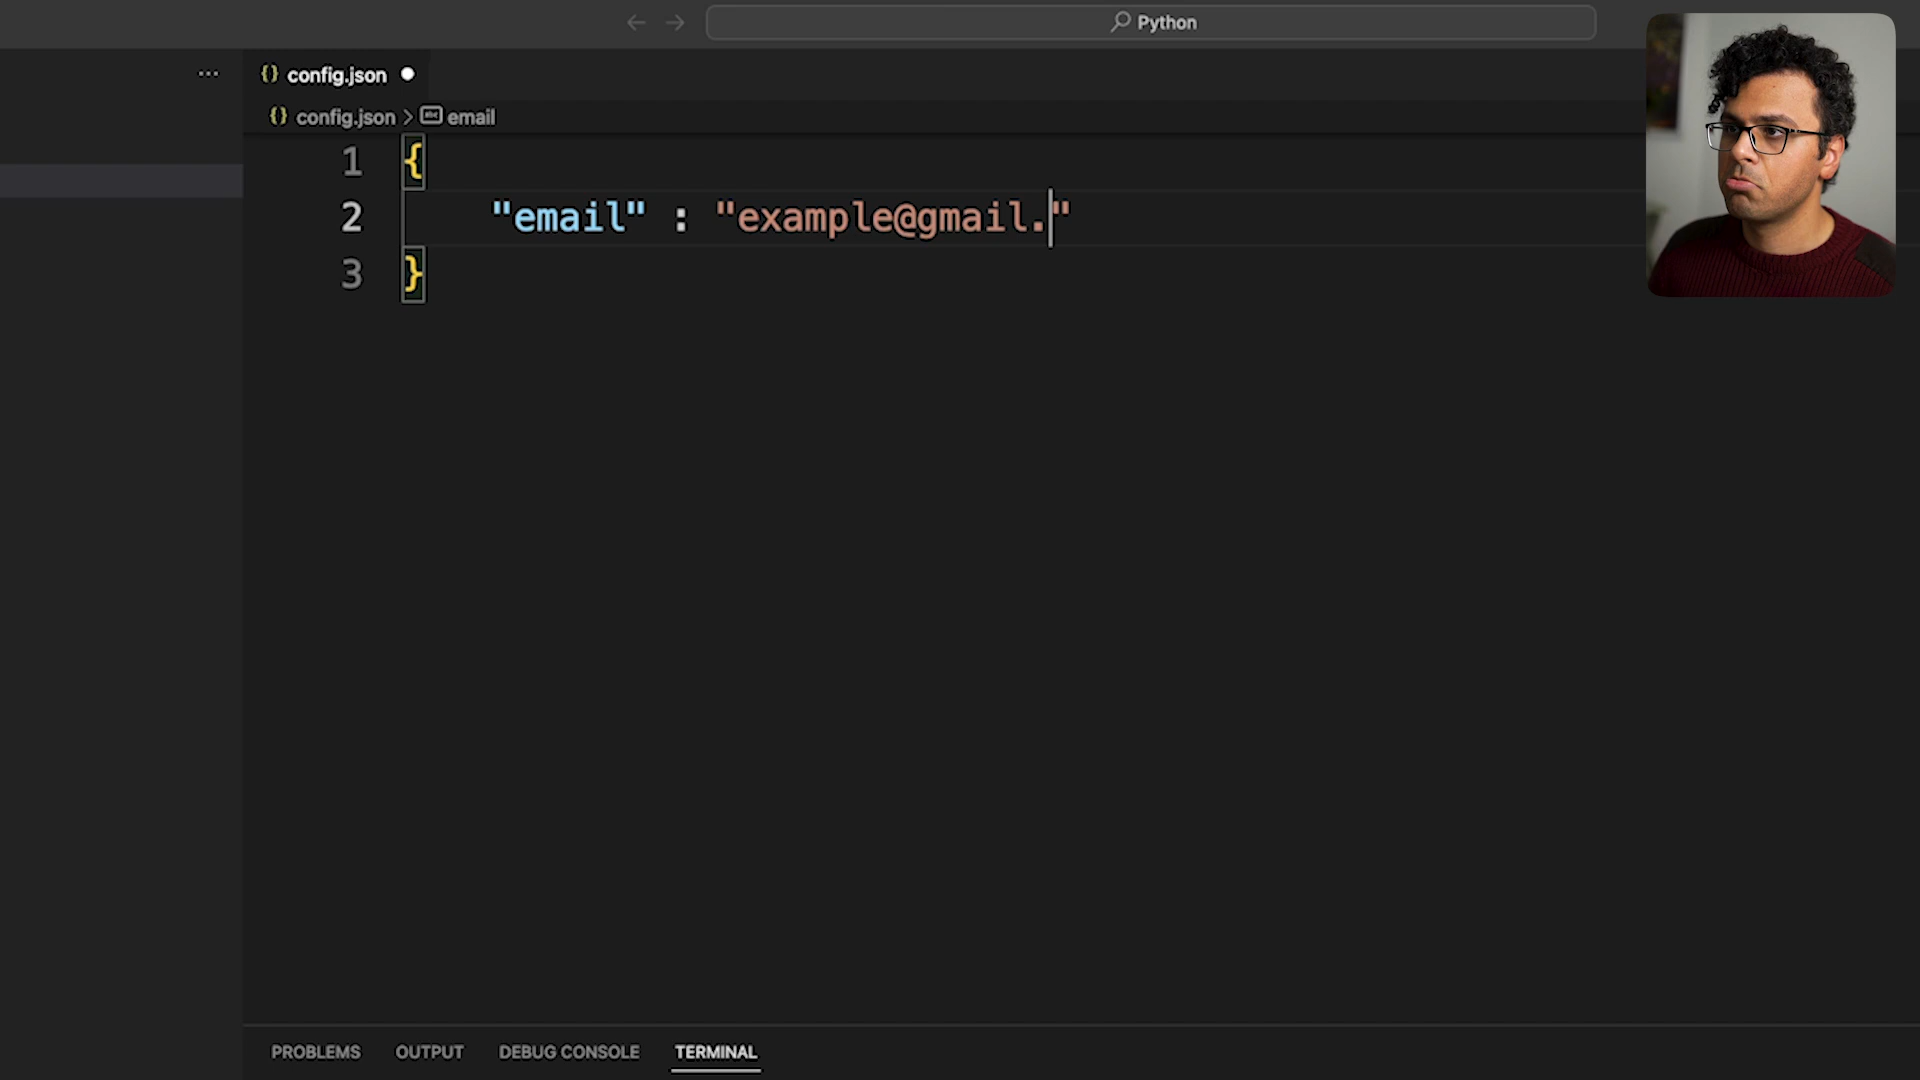 Python
config.json
config.json > email
1 {
2 "email" : "example@gmail."
3 }
PROBLEMS OUTPUT DEBUG CONSOLE TERMINAL